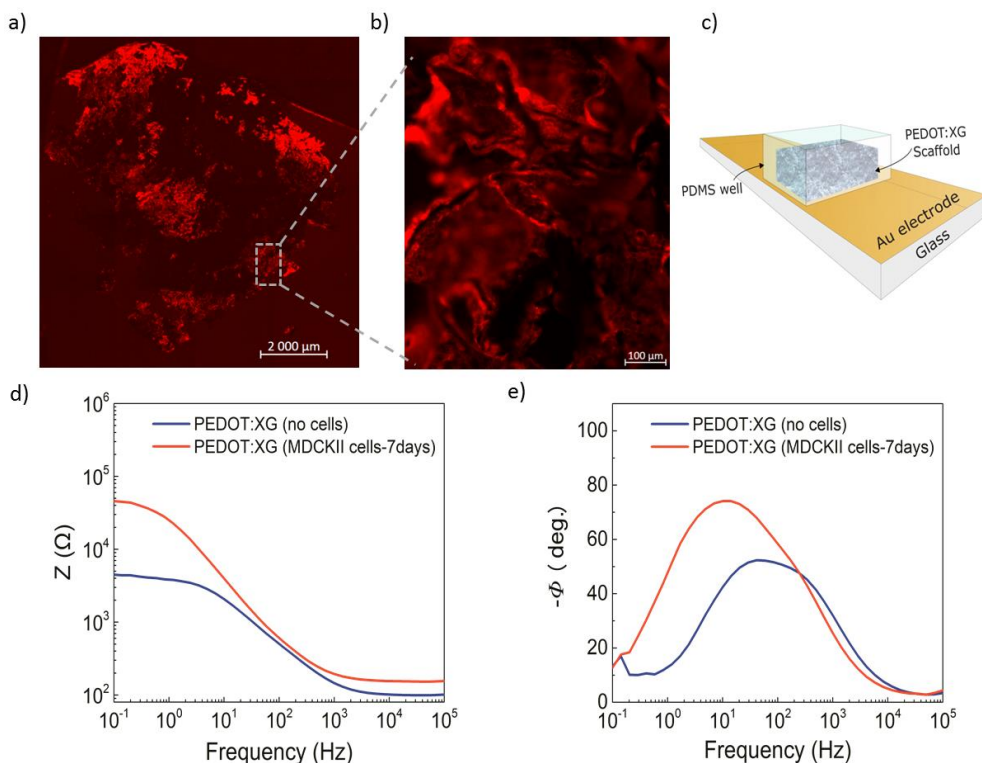 a)
b)
c)
2 000 µm
100 µm
PEDOT:XG
Scaffold
PDMS well
Au electrode
Glass
d)
10⁶
10⁵
10⁴
10³
10²
Z (Ω)
PEDOT:XG (no cells)
PEDOT:XG (MDCKII cells-7days)
10⁻¹ 10⁰ 10¹ 10² 10³ 10⁴ 10⁵
Frequency (Hz)
e)
100
80
60
40
20
0
-Φ ( deg.)
PEDOT:XG (no cells)
PEDOT:XG (MDCKII cells-7days)
10⁻¹ 10⁰ 10¹ 10² 10³ 10⁴ 10⁵
Frequency (Hz)